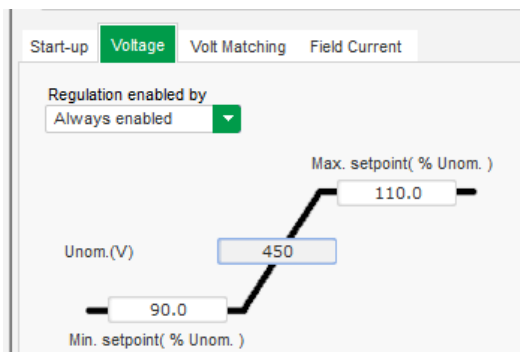 Start-up Voltage Volt Matching Field Current
Regulation enabled by
Always enabled
Max. setpoint( % Unom. )
110.0
Unom.(V) 450
90.0
Min. setpoint( % Unom. )